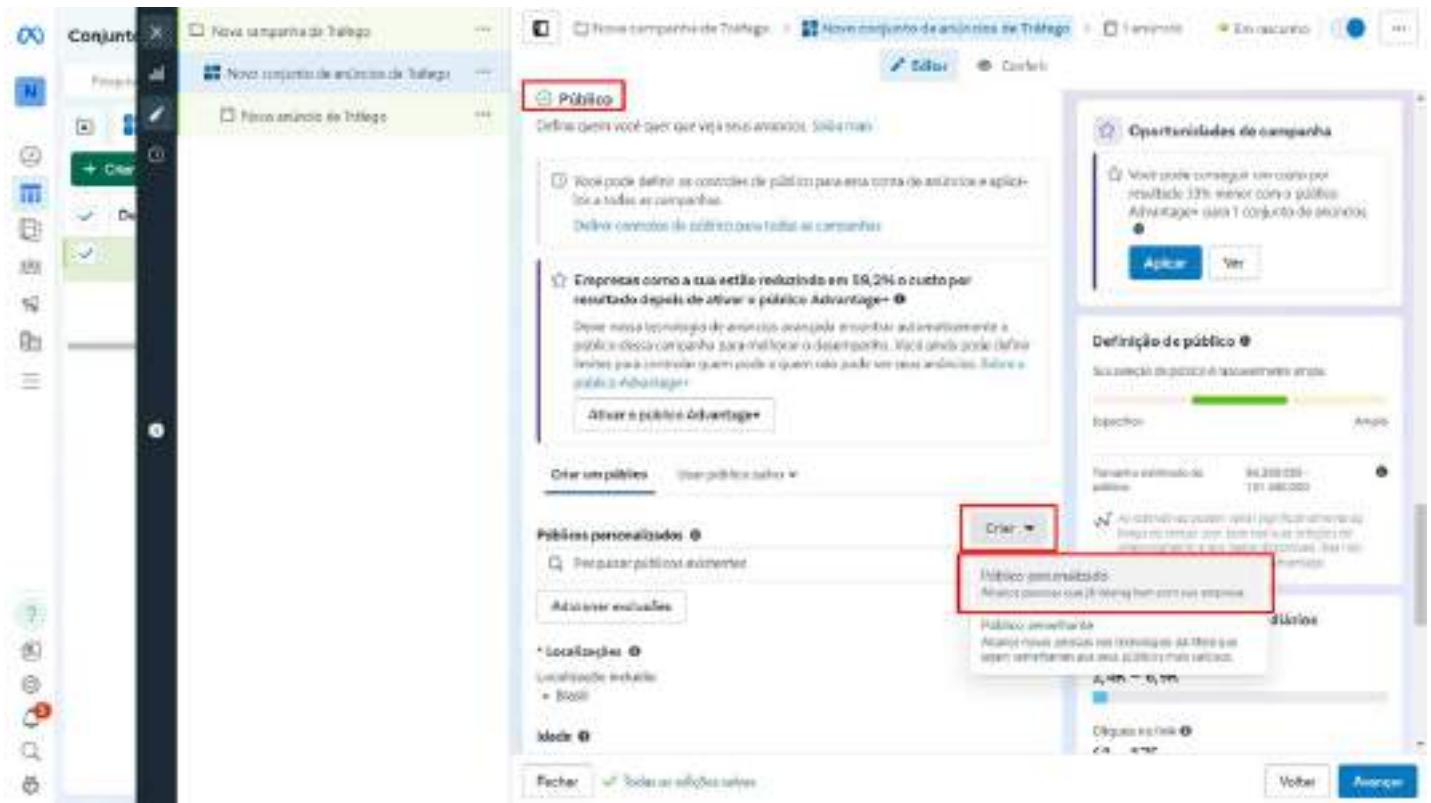 Conjunto
Nova campanha de Tráfego
Novo conjunto de anúncios de Tráfego
Novo anúncio de Tráfego
+ Criar
Nova campanha de Tráfego
Novo conjunto de anúncios de Tráfego
1 anúncio
Em rascunho
Editar
Conferir
Público
Defina quem você quer que veja seus anúncios. Saiba mais
Você pode definir os controles de público para esta conta de anúncios e aplicá-
los a todas as campanhas.
Definir controles de público para todas as campanhas
Empresas como a sua estão reduzindo em
o custo por
resultado depois de ativar o público Advantage+
Deixe nossa tecnologia de anúncios avançada encontrar automaticamente o
público dessa campanha para melhorar o desempenho. Você ainda pode definir
limites para controlar quem pode e quem não pode ver seus anúncios. Sobre o
público Advantage+
Ativar o público Advantage+
Criar um público
Usar público salvo
Públicos personalizados
Criar
Pesquisar públicos existentes
Adicionar exclusões
Público personalizado
Alcance pessoas que já interagiram com sua empresa.
Público semelhante
Alcance novas pessoas nas tecnologias da Meta que
sejam semelhantes aos seus públicos mais valiosos.
* Localizações
Localização incluída:
Brasil
Idade
Fechar
Todas as edições salvas
Oportunidades de campanha
Você pode conseguir um custo por
resultado 33% menor com o público
Advantage+ para 1 conjunto de anúncios.
Aplicar
Ver
Definição de público
Sua seleção de público é razoavelmente ampla.
Específico
Amplo
Tamanho estimado do
público:
diários
Cliques no link
Voltar
Avançar